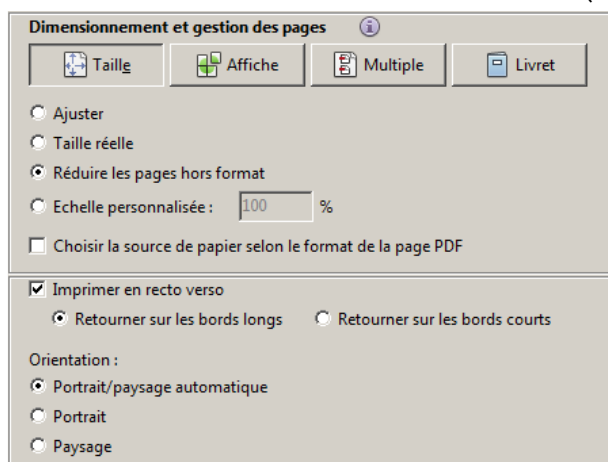 Dimensionnement et gestion des pages
Taille Affiche Multiple Livret
Ajuster
Taille réelle
Réduire les pages hors format
Echelle personnalisée : 100 %
Choisir la source de papier selon le format de la page PDF
Imprimer en recto verso
Retourner sur les bords longs Retourner sur les bords courts
Orientation :
Portrait/paysage automatique
Portrait
Paysage